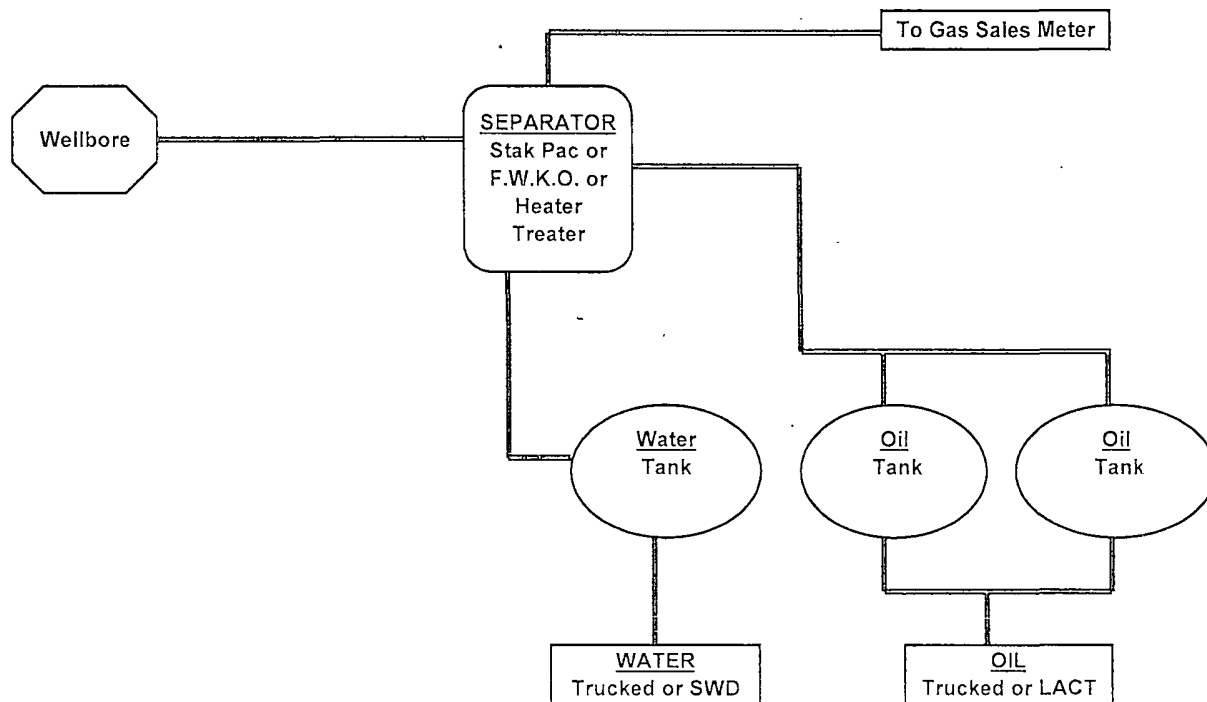 To Gas Sales Meter
Wellbore
SEPARATOR
Stak Pac or
F.W.K.O. or
Heater
Treater
Water
Tank
Oil
Tank
Oil
Tank
WATER
Trucked or SWD
OIL
Trucked or LACT